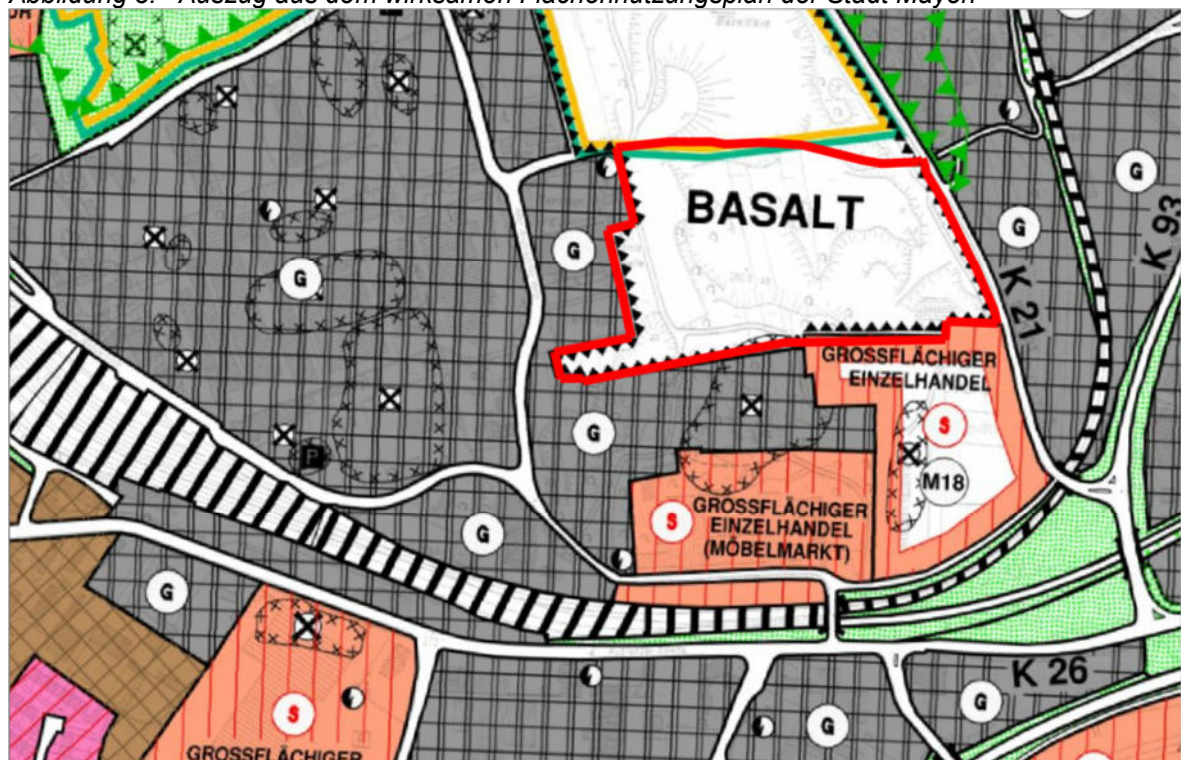 Abbildung 3: Auszug aus dem wirksamen Flächennutzungsplan der Stadt Mayen
BASALT
G
G
K 93
G
G
K 21
GROSSFLÄCHIGER
EINZELHANDEL
S
G
M18
P
S
GROSSFLÄCHIGER
EINZELHANDEL
(MÖBELMARKT)
G
G
K 26
G
S
G
GROSSFLÄCHIGER